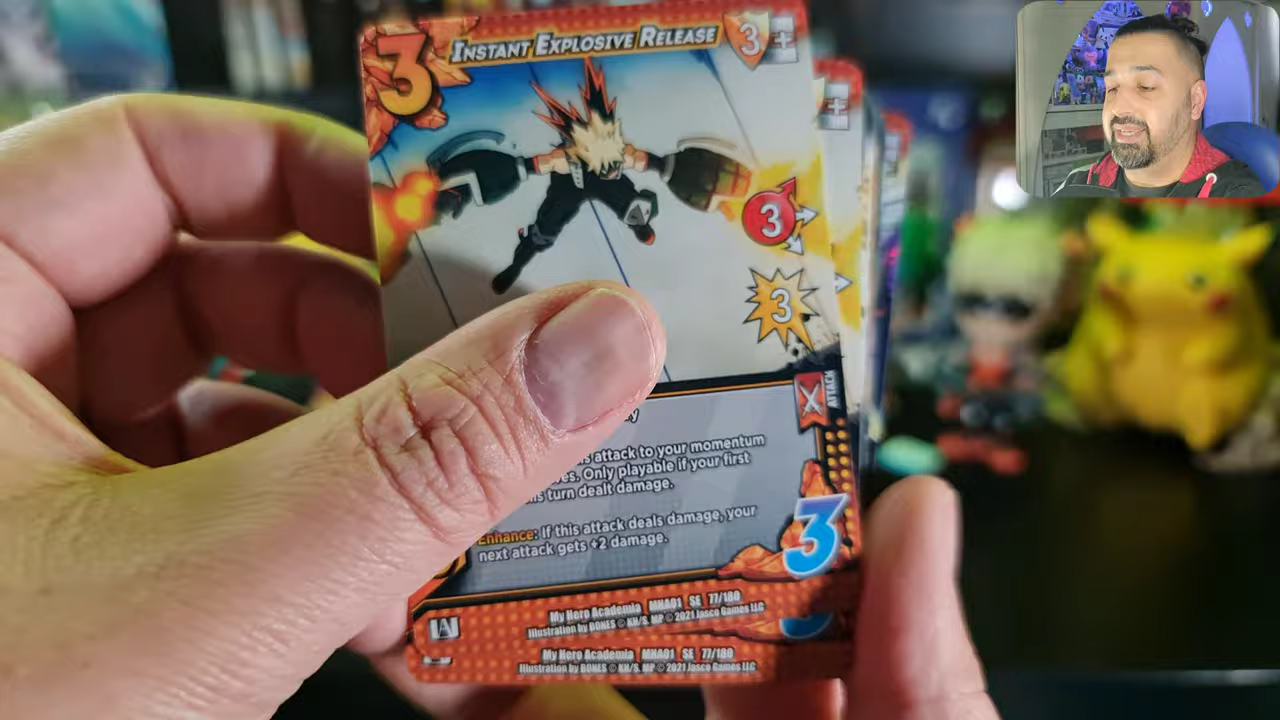 3 INSTANT EXPLOSIVE RELEASE 3
3
3
ATTACK
attack to your momentum
Only playable if your first
turn dealt damage.
Enhance: If this attack deals damage, your
next attack gets +2 damage.
3
My Hero Academia MHA01 SE 77/180
Illustration by BONES © KH/S. MP © 2021 Jasco Games LLC
My Hero Academia MHA01 SE 77/180
Illustration by BONES © KH/S. MP © 2021 Jasco Games LLC